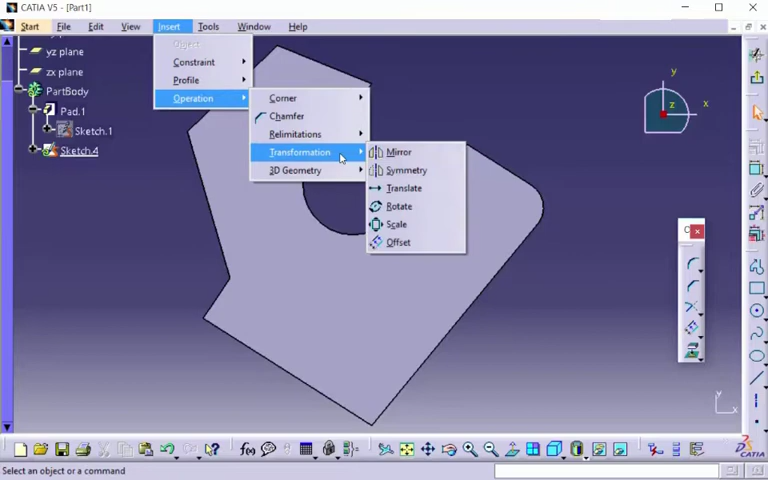 CATIA V5 - [Part1]
Start File Edit View Insert Tools Window Help
yz plane
zx plane
PartBody
Pad.1
Sketch.1
Sketch.4
Object
Constraint
Profile
Operation
Corner
Chamfer
Relimitations
Transformation
3D Geometry
Mirror
Symmetry
Translate
Rotate
Scale
Offset
y
z
x
y
x
f(x)
CATIA
Select an object or a command